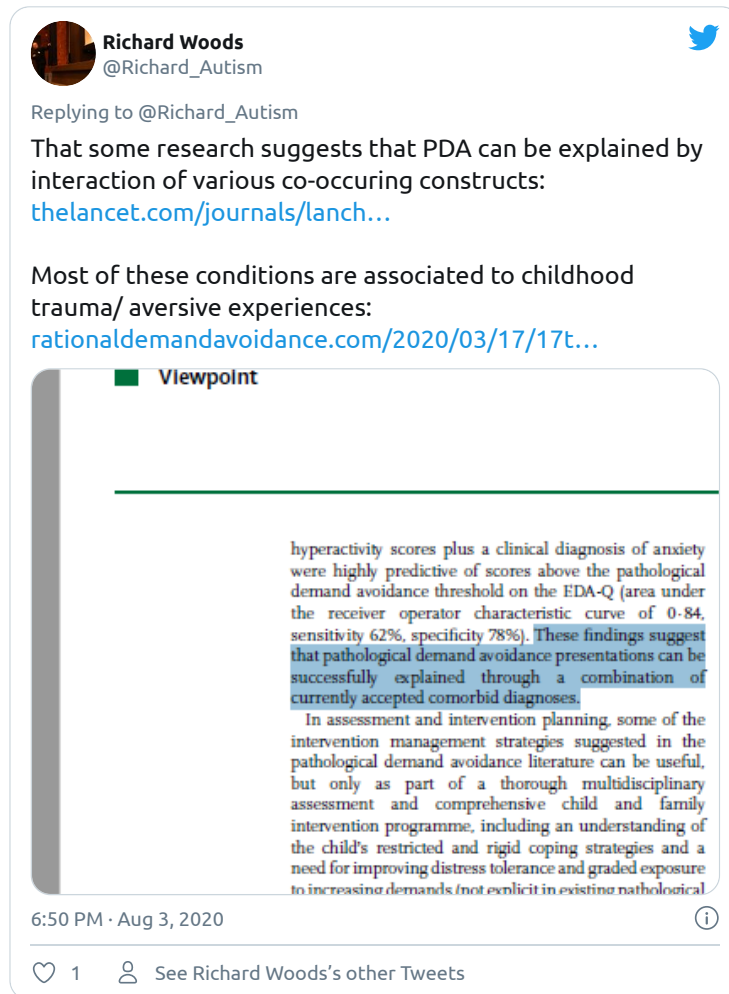 Richard Woods
@Richard_Autism
Replying to @Richard_Autism
That some research suggests that PDA can be explained by
interaction of various co-occuring constructs:
thelancet.com/journals/lanch…
Most of these conditions are associated to childhood
trauma/ aversive experiences:
rationaldemandavoidance.com/2020/03/17/17t…
Viewpoint
hyperactivity scores plus a clinical diagnosis of anxiety
were highly predictive of scores above the pathological
demand avoidance threshold on the EDA-Q (area under
the receiver operator characteristic curve of 0·84,
sensitivity 62%, specificity 78%). These findings suggest
that pathological demand avoidance presentations can be
successfully explained through a combination of
currently accepted comorbid diagnoses.
In assessment and intervention planning, some of the
intervention management strategies suggested in the
pathological demand avoidance literature can be useful,
but only as part of a thorough multidisciplinary
assessment and comprehensive child and family
intervention programme, including an understanding of
the child's restricted and rigid coping strategies and a
need for improving distress tolerance and graded exposure
to increasing demands (not explicit in existing pathological
6:50 PM · Aug 3, 2020
1
See Richard Woods's other Tweets